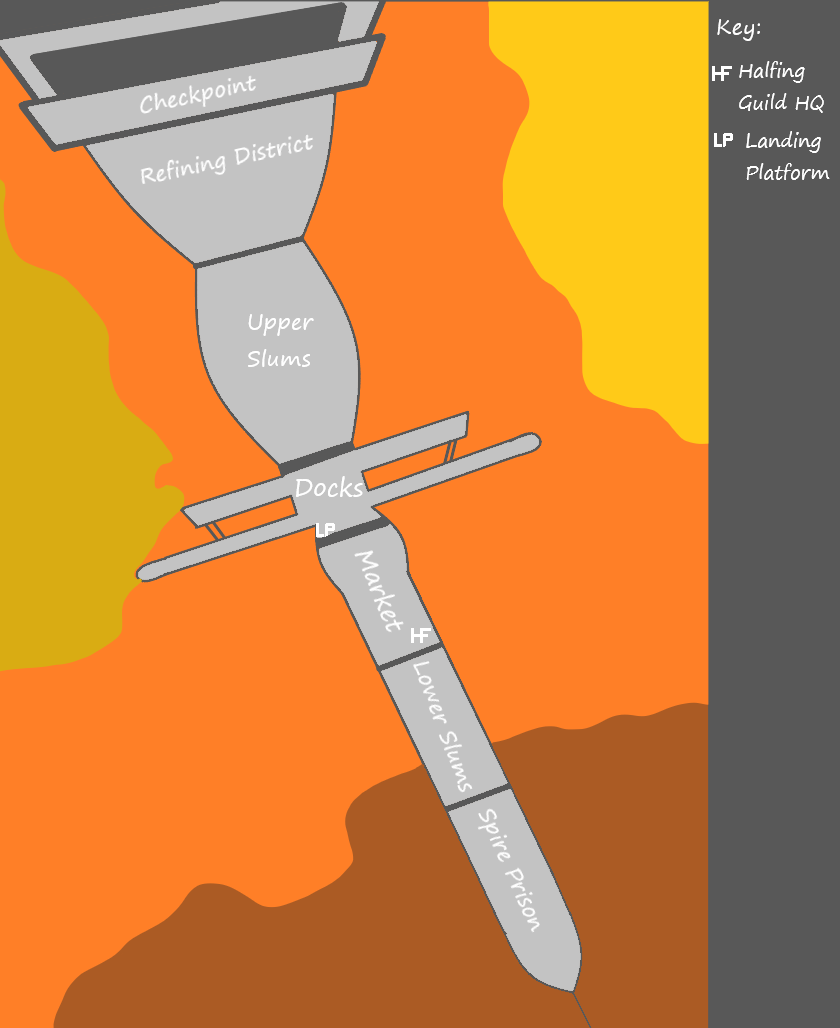 Key:
HF Halfing
Guild HQ
LP Landing
Platform
Checkpoint
Refining District
Upper
Slums
Docks
LP
Market
HF
Lower Slums
Spire Prison